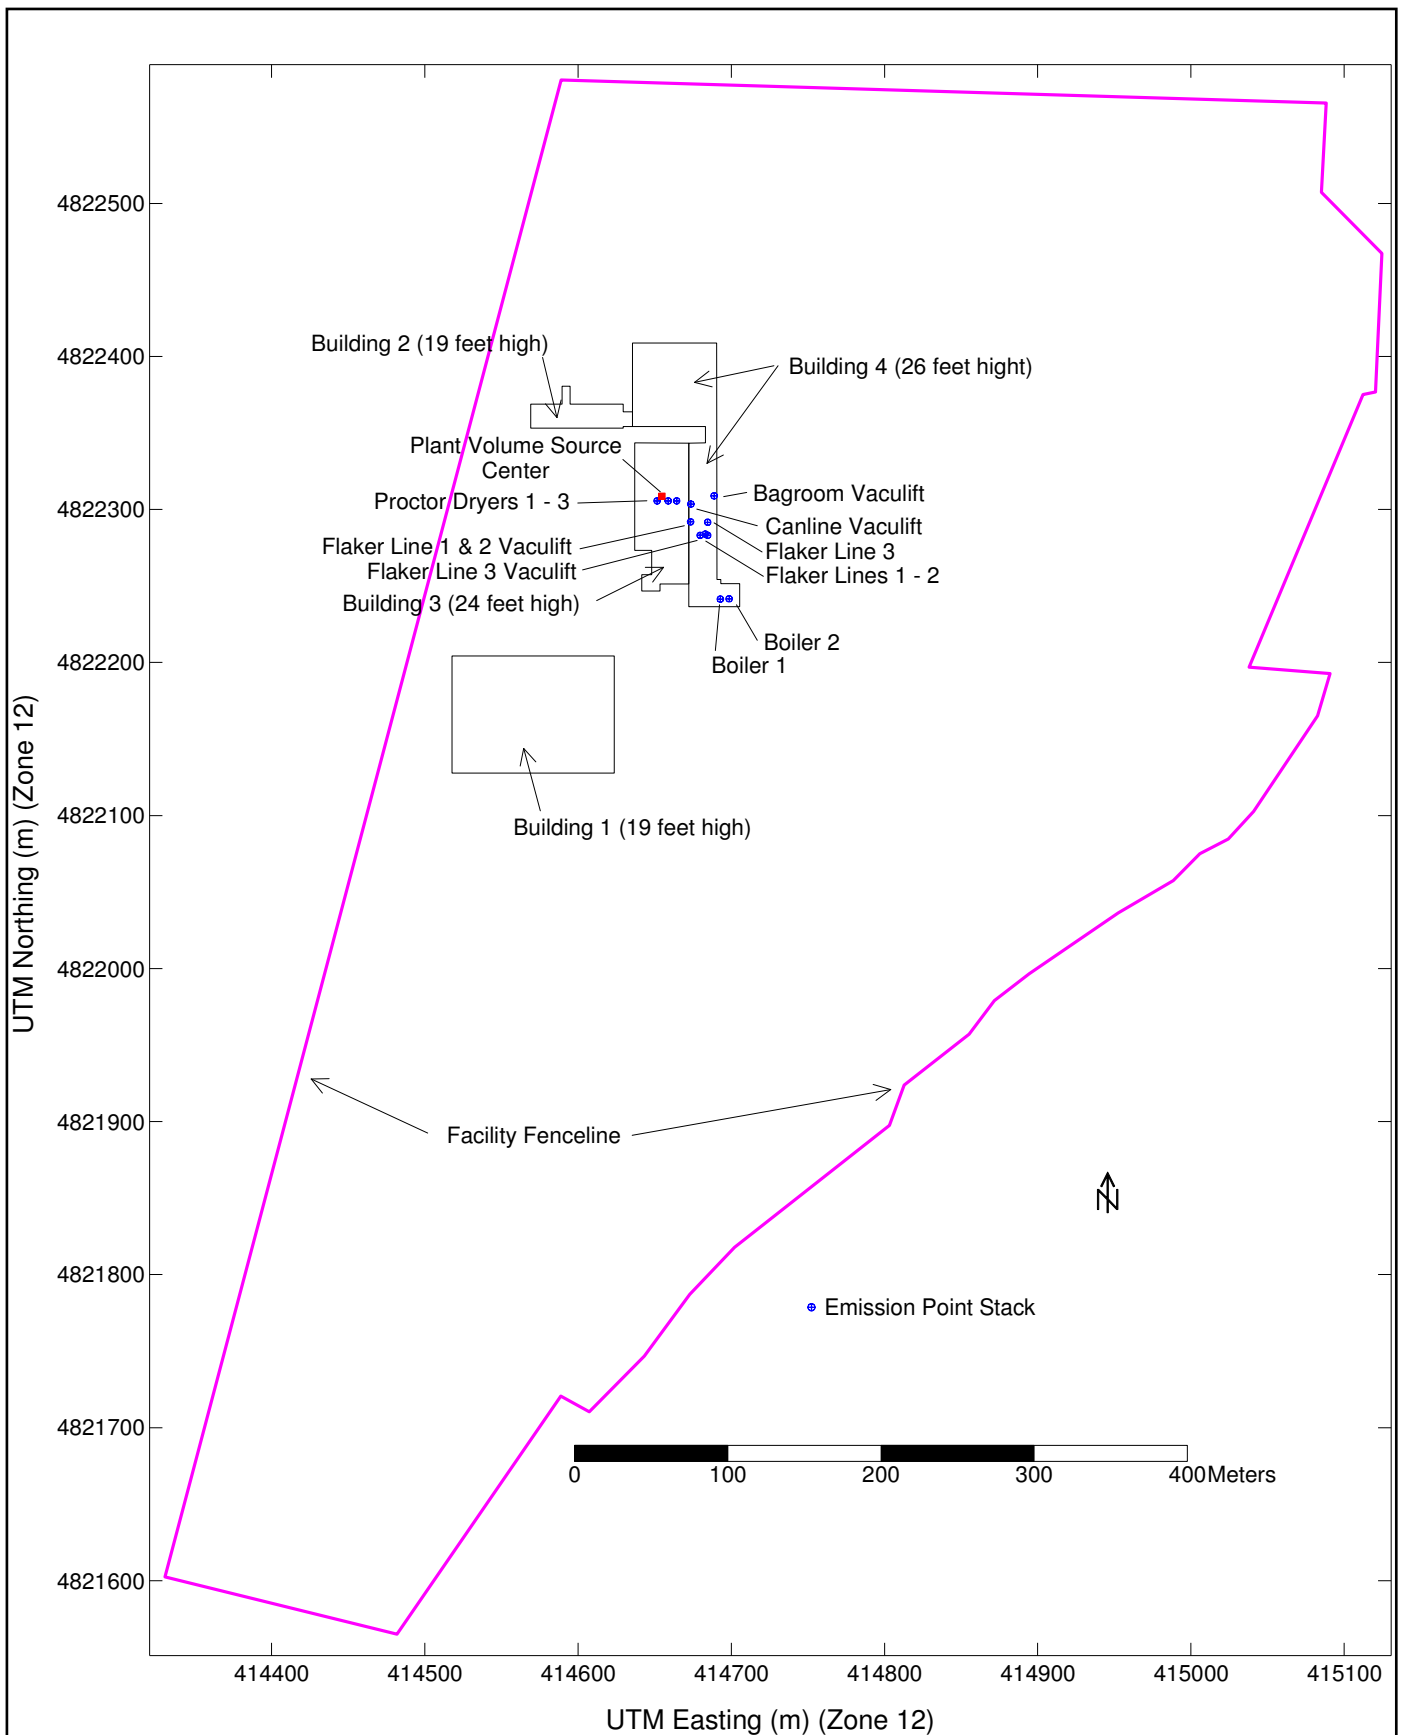 4822500
4822400
4822300
4822200
4822100
4822000
4821900
4821800
4821700
4821600
UTM Northing (m) (Zone 12)
Building 2 (19 feet high)
Building 4 (26 feet hight)
Plant Volume Source
Center
Proctor Dryers 1 - 3
Bagroom Vaculift
Canline Vaculift
Flaker Line 1 & 2 Vaculift
Flaker Line 3
Flaker Line 3 Vaculift
Flaker Lines 1 - 2
Building 3 (24 feet high)
Boiler 2
Boiler 1
Building 1 (19 feet high)
Facility Fenceline
N
Emission Point Stack
0 100 200 300 400 Meters
414400 414500 414600 414700 414800 414900 415000 415100
UTM Easting (m) (Zone 12)